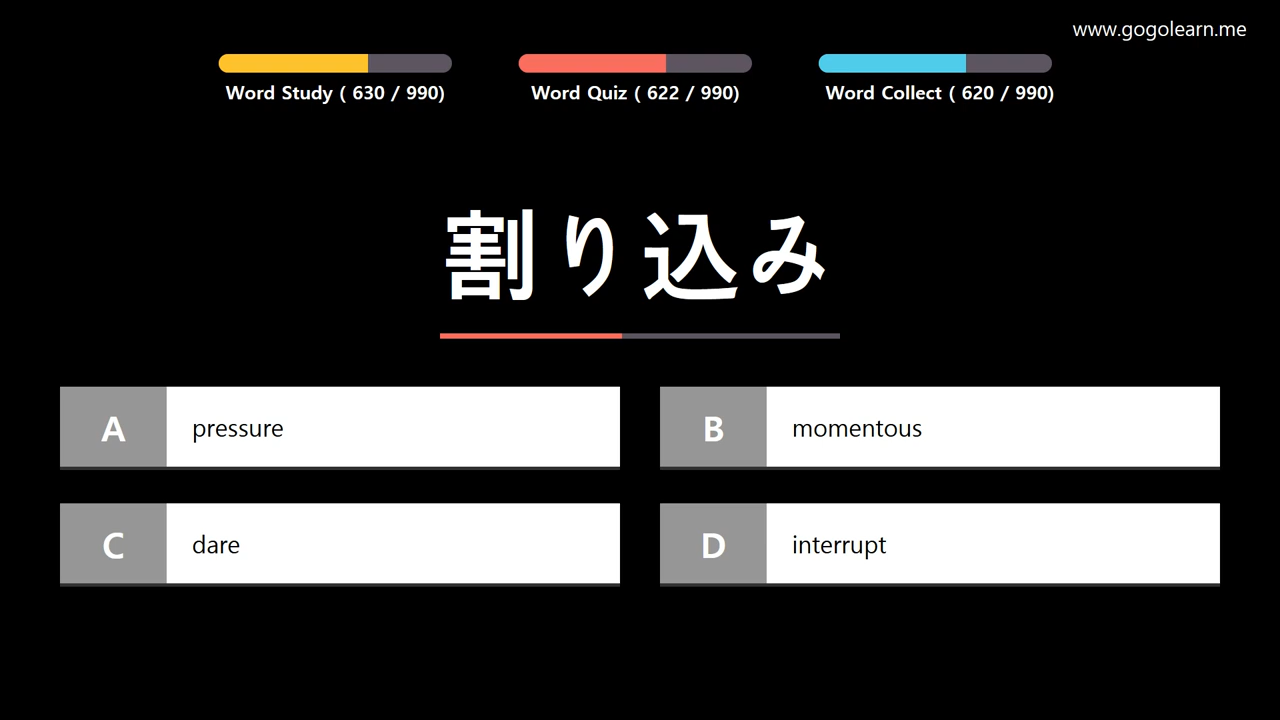 www.gogolearn.me
Word Study ( 630 / 990)
Word Quiz ( 622 / 990)
Word Collect ( 620 / 990)
割り込み
A pressure
B momentous
C dare
D interrupt